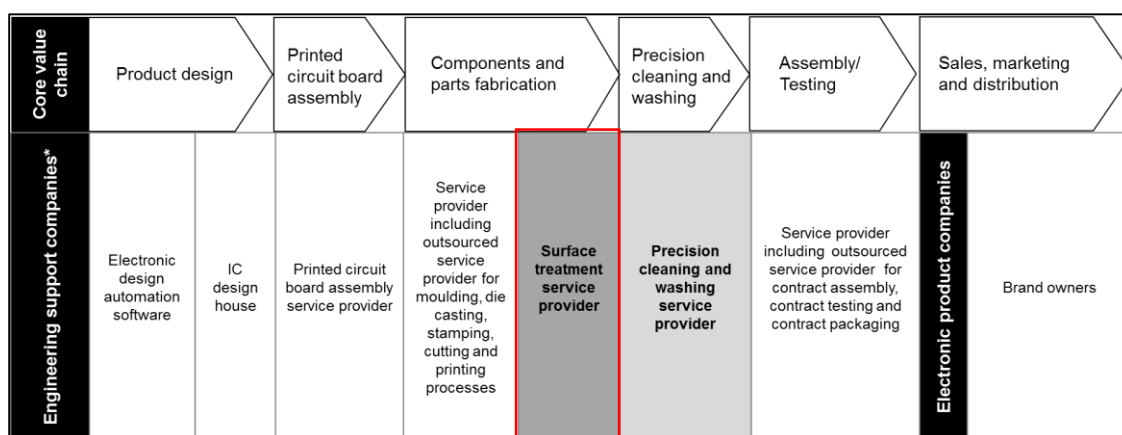 Core value
chain
Product design
Printed
circuit board
assembly
Components and
parts fabrication
Precision
cleaning and
washing
Assembly/
Testing
Sales, marketing
and distribution
Engineering support companies*
Electronic
design
automation
software
IC
design
house
Printed circuit
board assembly
service provider
Service
provider
including
outsourced
service
provider for
moulding, die
casting,
stamping,
cutting and
printing
processes
Surface
treatment
service
provider
Precision
cleaning and
washing
service
provider
Service provider
including outsourced
service provider for
contract assembly,
contract testing and
contract packaging
Electronic product companies
Brand owners